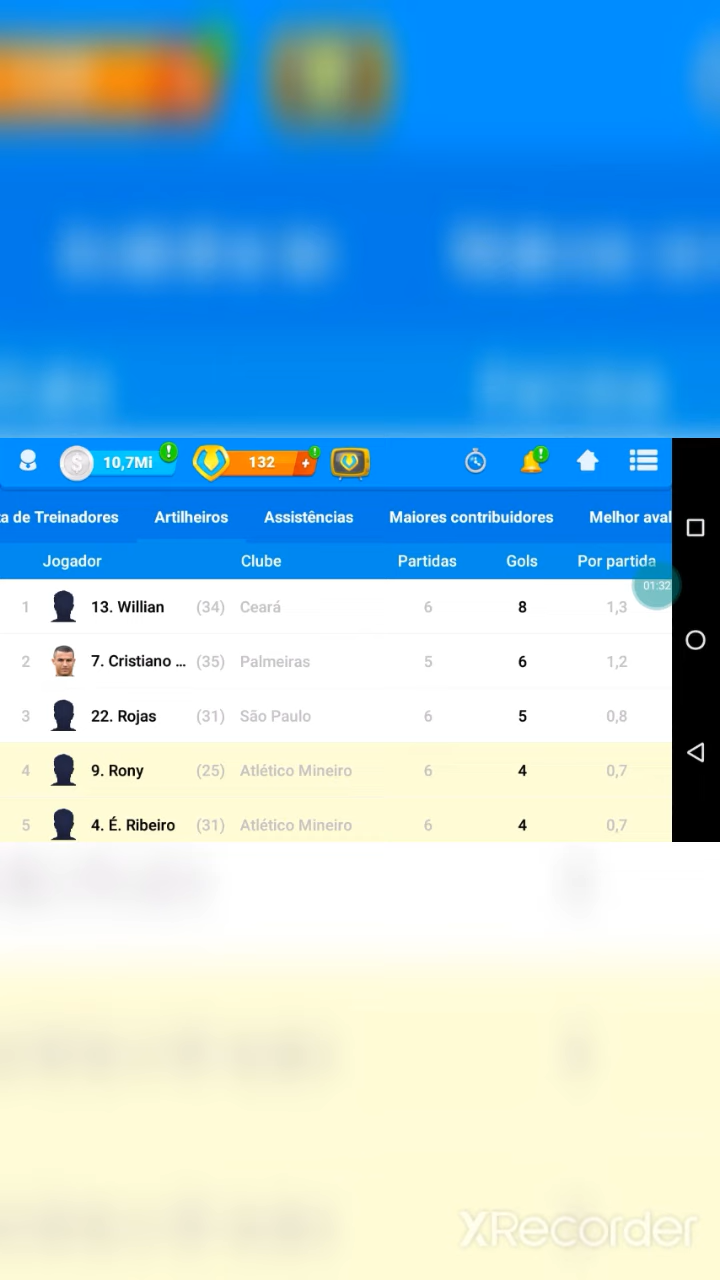 10,7Mi 132
ta de Treinadores Artilheiros Assistências Maiores contribuidores Melhor aval
Jogador Clube Partidas Gols Por partida
01:32
1 13. Willian (34) Ceará 6 8 1,3
2 7. Cristiano ... (35) Palmeiras 5 6 1,2
3 22. Rojas (31) São Paulo 6 5 0,8
4 9. Rony (25) Atlético Mineiro 6 4 0,7
5 4. É. Ribeiro (31) Atlético Mineiro 6 4 0,7
XRecorder